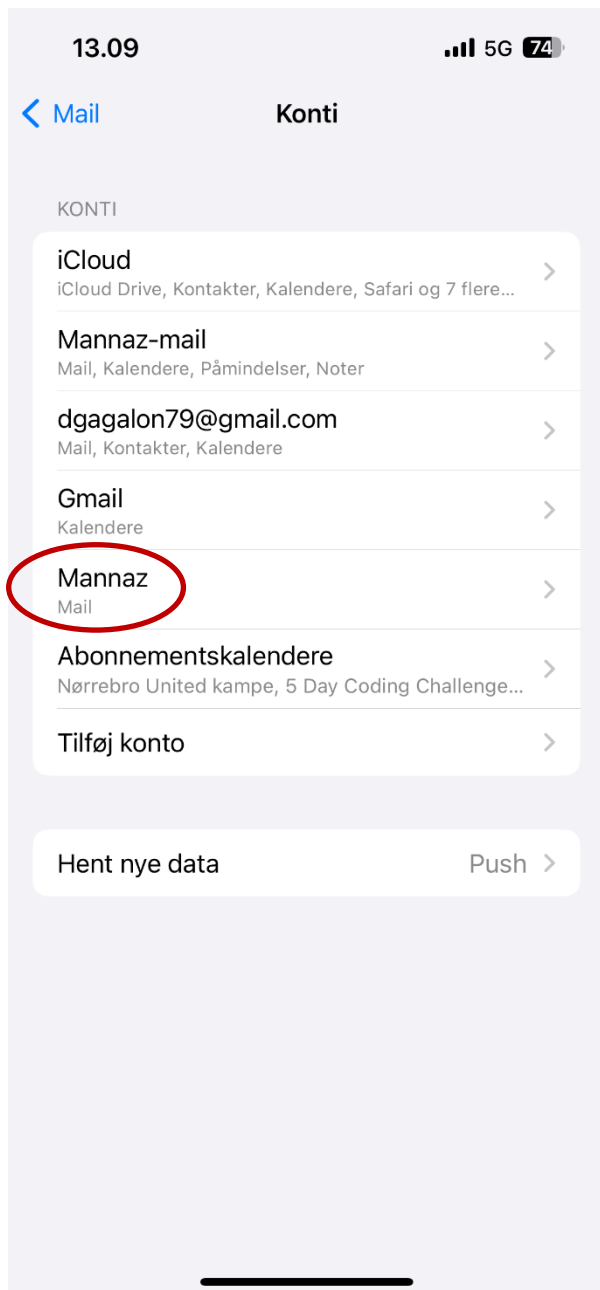 13.09
5G 74
Mail
Konti
KONTI
iCloud
iCloud Drive, Kontakter, Kalendere, Safari og 7 flere...
Mannaz-mail
Mail, Kalendere, Påmindelser, Noter
dgagalon79@gmail.com
Mail, Kontakter, Kalendere
Gmail
Kalendere
Mannaz
Mail
Abonnementskalendere
Nørrebro United kampe, 5 Day Coding Challenge...
Tilføj konto
Hent nye data
Push